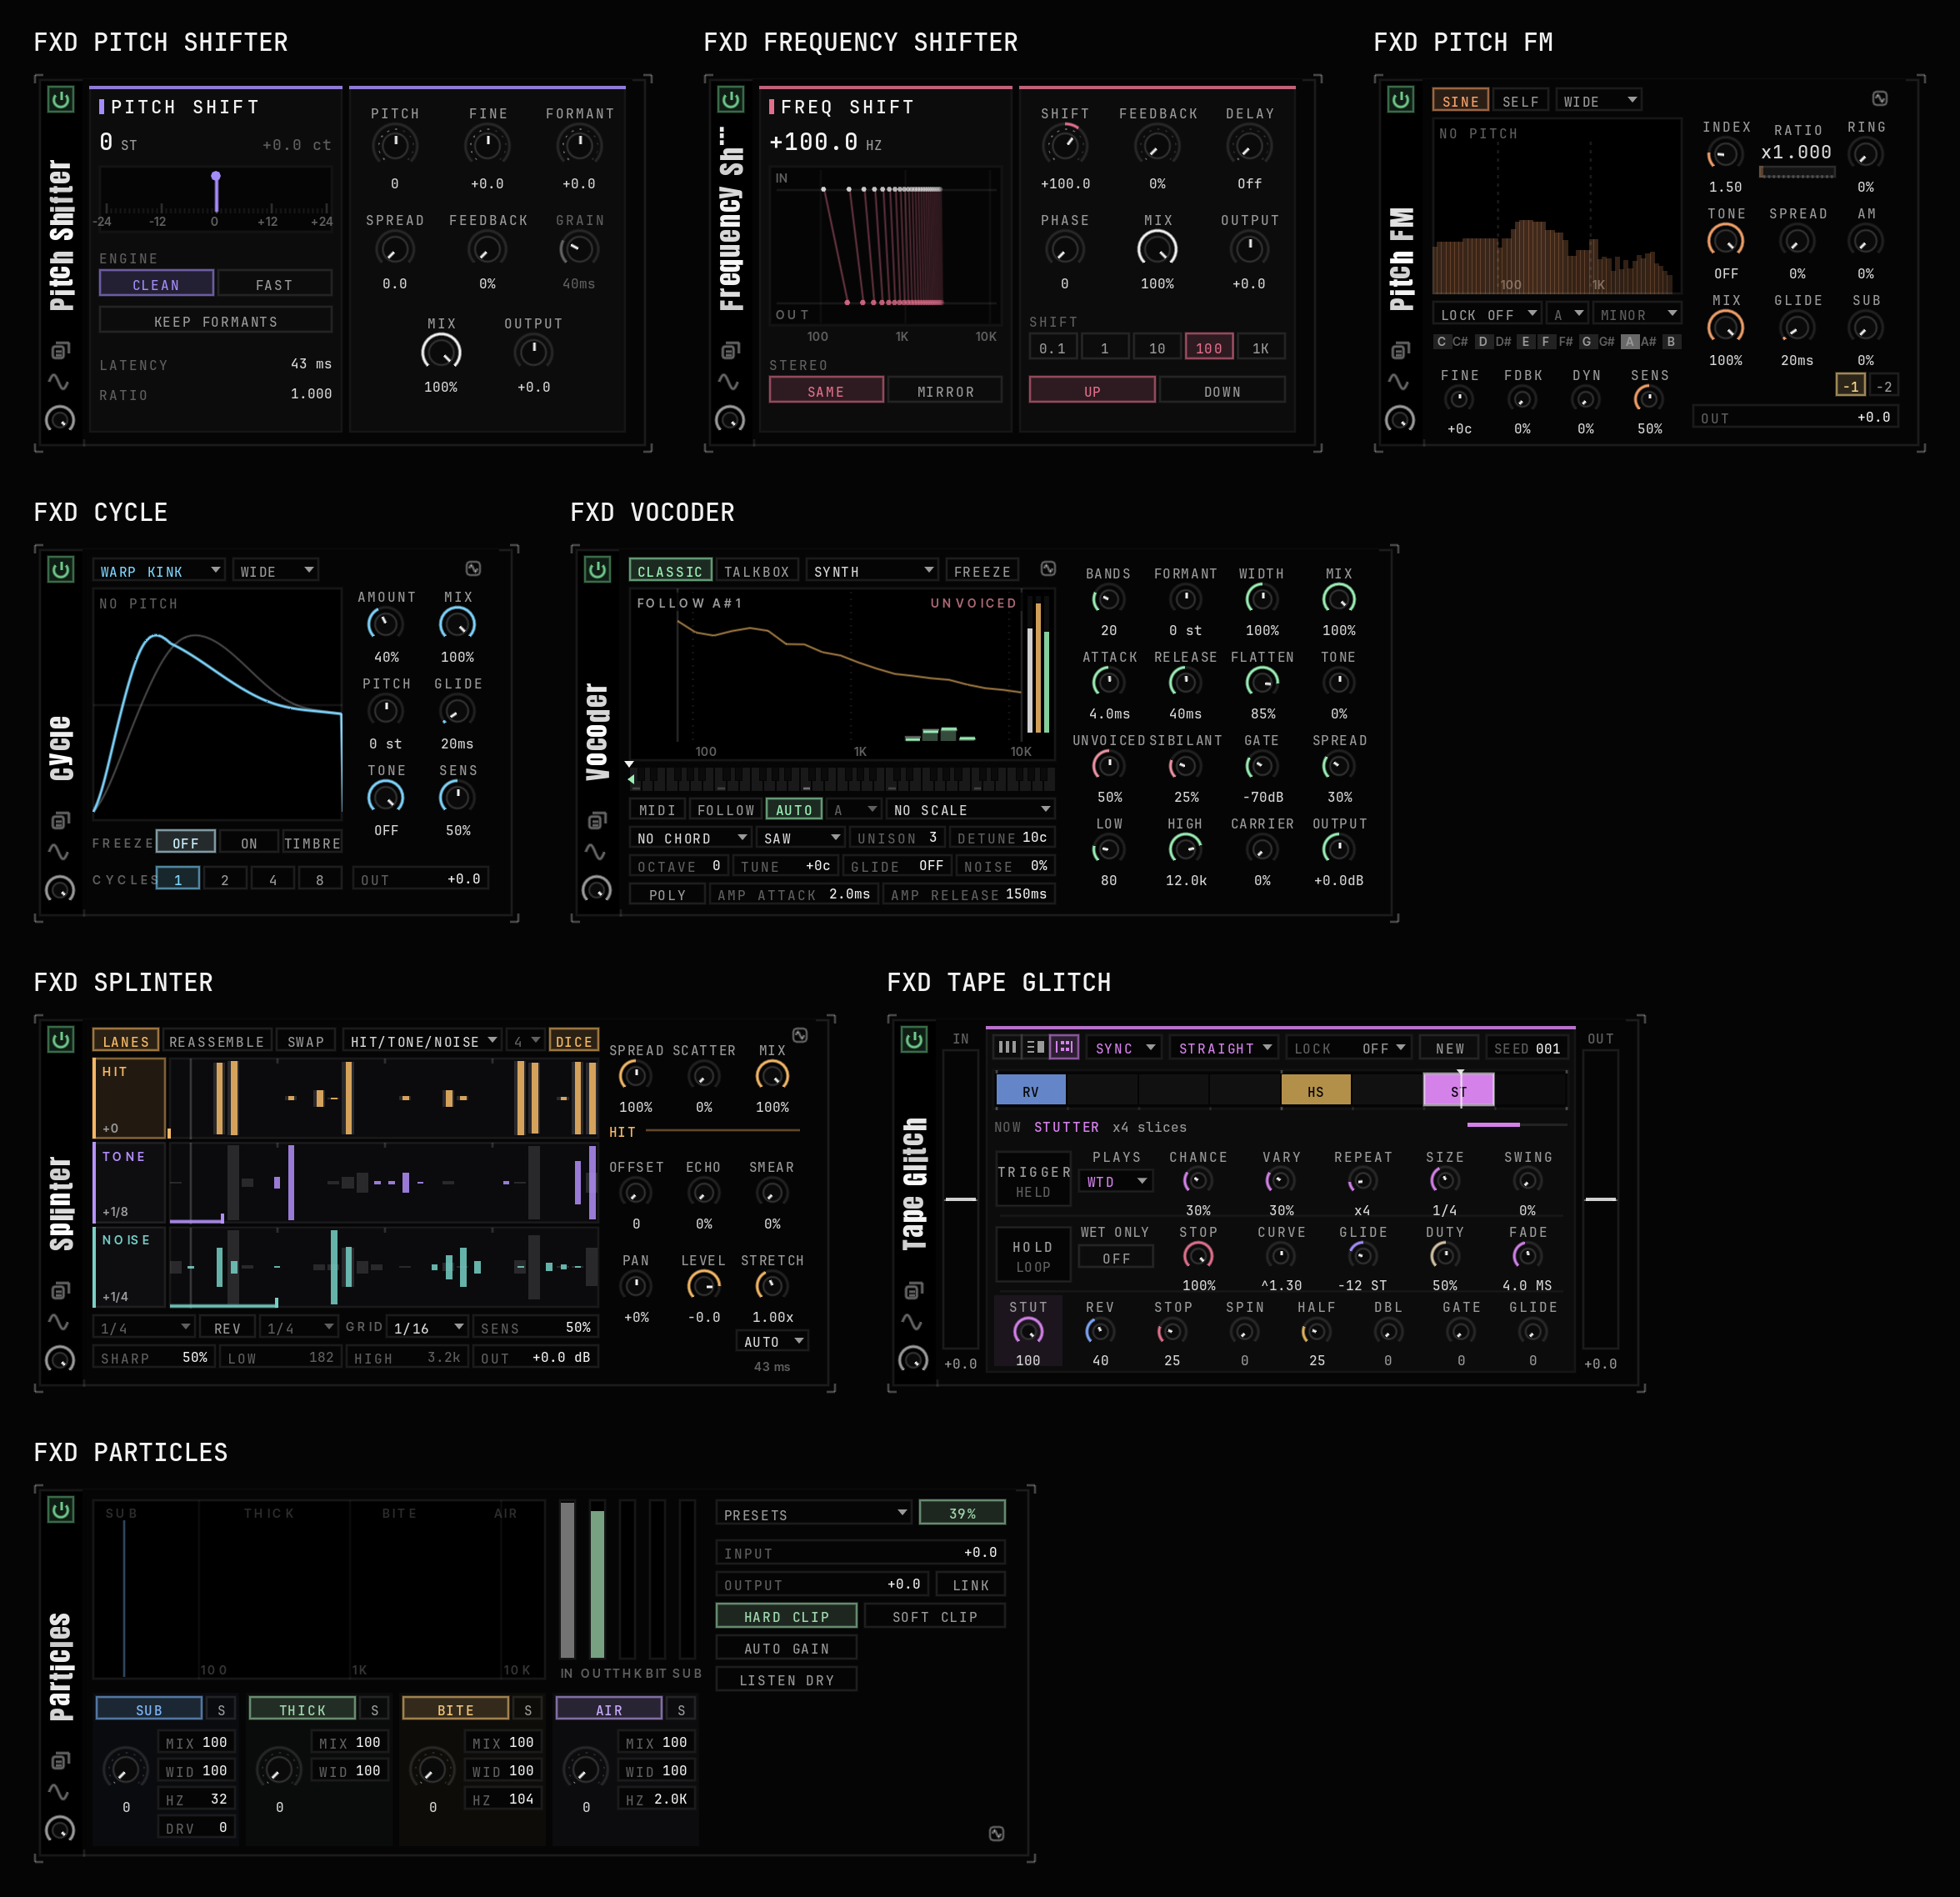 FXD PITCH SHIFTER
Pitch Shifter
PITCH SHIFT
0 ST +0.0 ct
-24 -12 0 +12 +24
ENGINE
CLEAN FAST
KEEP FORMANTS
LATENCY 43 ms
RATIO 1.000
PITCH FINE FORMANT
0 +0.0 +0.0
SPREAD FEEDBACK GRAIN
0.0 0% 40ms
MIX OUTPUT
100% +0.0
FXD FREQUENCY SHIFTER
Frequency Sh...
FREQ SHIFT
+100.0 HZ
IN
OUT
100 1K 10K
STEREO
SAME MIRROR
SHIFT FEEDBACK DELAY
+100.0 0% Off
PHASE MIX OUTPUT
0 100% +0.0
SHIFT
0.1 1 10 100 1K
UP DOWN
FXD PITCH FM
Pitch FM
SINE SELF WIDE
NO PITCH
100 1K
LOCK OFF A MINOR
C C# D D# E F F# G G# A A# B
FINE FDBK DYN SENS
+0c 0% 0% 50%
INDEX RATIO RING
x1.000
1.50 0%
TONE SPREAD AM
OFF 0% 0%
MIX GLIDE SUB
100% 20ms 0%
-1 -2
OUT +0.0
FXD CYCLE
Cycle
WARP KINK WIDE
NO PITCH
AMOUNT MIX
40% 100%
PITCH GLIDE
0 st 20ms
TONE SENS
OFF 50%
FREEZE OFF ON TIMBRE
CYCLES 1 2 4 8 OUT +0.0
FXD VOCODER
Vocoder
CLASSIC TALKBOX SYNTH FREEZE
FOLLOW A#1 UNVOICED
100 1K 10K
MIDI FOLLOW AUTO A NO SCALE
NO CHORD SAW UNISON 3 DETUNE 10c
OCTAVE 0 TUNE +0c GLIDE OFF NOISE 0%
POLY AMP ATTACK 2.0ms AMP RELEASE 150ms
BANDS FORMANT WIDTH MIX
20 0 st 100% 100%
ATTACK RELEASE FLATTEN TONE
4.0ms 40ms 85% 0%
UNVOICED SIBILANT GATE SPREAD
50% 25% -70dB 30%
LOW HIGH CARRIER OUTPUT
80 12.0k 0% +0.0dB
FXD SPLINTER
Splinter
LANES REASSEMBLE SWAP HIT/TONE/NOISE 4 DICE
HIT
+0
TONE
+1/8
NOISE
+1/4
1/4 REV 1/4 GRID 1/16 SENS 50%
SHARP 50% LOW 182 HIGH 3.2k OUT +0.0 dB
SPREAD SCATTER MIX
100% 0% 100%
HIT
OFFSET ECHO SMEAR
0 0% 0%
PAN LEVEL STRETCH
+0% -0.0 1.00x
AUTO
43 ms
FXD TAPE GLITCH
Tape Glitch
IN
+0.0
SYNC STRAIGHT LOCK OFF NEW SEED 001
RV HS ST
NOW STUTTER x4 slices
TRIGGER HELD
PLAYS CHANCE VARY REPEAT SIZE SWING
WTD
30% 30% x4 1/4 0%
HOLD LOOP
WET ONLY STOP CURVE GLIDE DUTY FADE
OFF
100% ^1.30 -12 ST 50% 4.0 MS
STUT REV STOP SPIN HALF DBL GATE GLIDE
100 40 25 0 25 0 0 0
OUT
+0.0
FXD PARTICLES
Particles
SUB THICK BITE AIR
100 1K 10K
IN OUT THK BIT SUB
PRESETS 39%
INPUT +0.0
OUTPUT +0.0 LINK
HARD CLIP SOFT CLIP
AUTO GAIN
LISTEN DRY
SUB S THICK S BITE S AIR S
MIX 100 MIX 100 MIX 100 MIX 100
WID 100 WID 100 WID 100 WID 100
0 HZ 32 0 0 HZ 104 0 HZ 2.0K
DRV 0